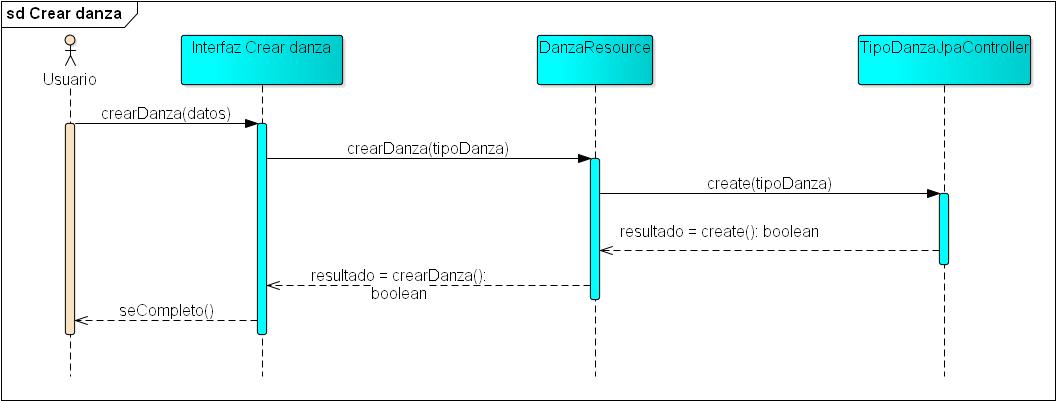 sd Crear danza
Usuario
Interfaz Crear danza
DanzaResource
TipoDanzaJpaController
crearDanza(datos)
crearDanza(tipoDanza)
create(tipoDanza)
resultado = create(): boolean
resultado = crearDanza():
boolean
seCompleto()